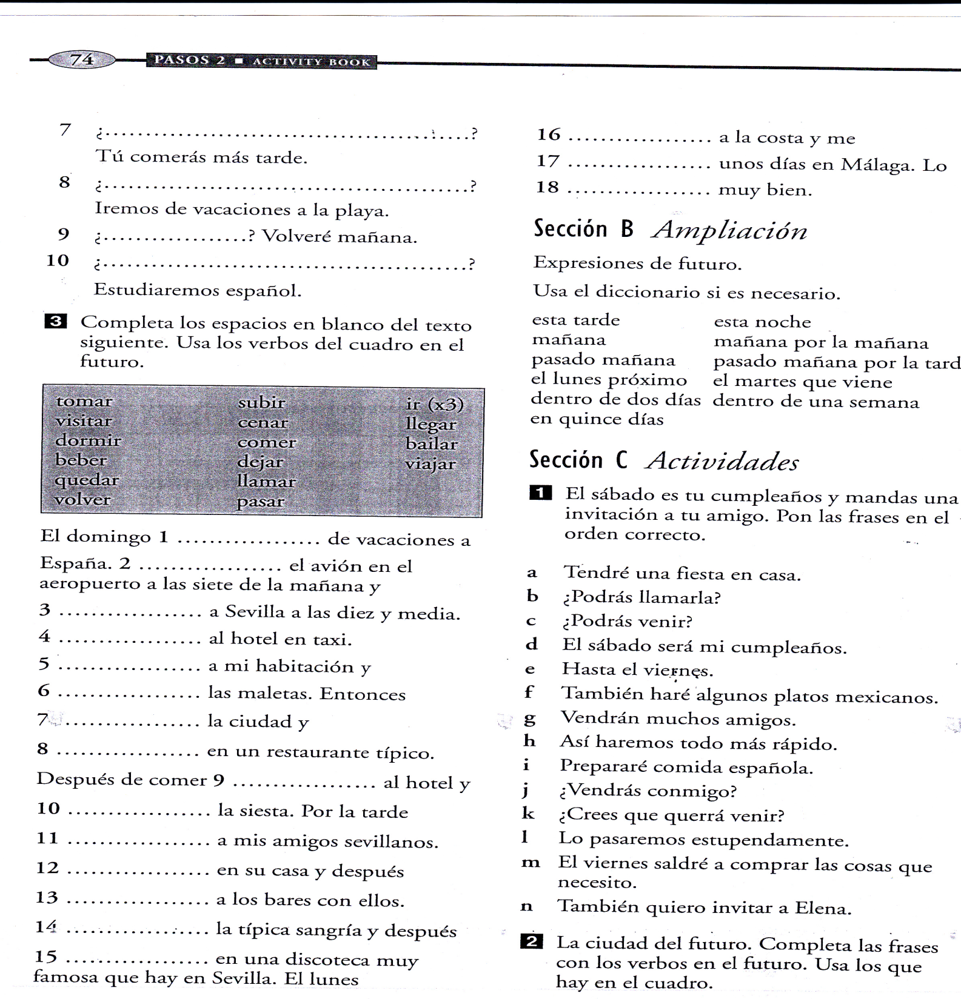 74 PASOS 2 ■ ACTIVITY BOOK
7 ¿..............................................?
Tú comerás más tarde.
8 ¿..............................................?
Iremos de vacaciones a la playa.
9 ¿..................? Volveré mañana.
10 ¿..............................................?
Estudiaremos español.
3 Completa los espacios en blanco del texto
siguiente. Usa los verbos del cuadro en el
futuro.
tomar subir ir (x3)
visitar cenar llegar
dormir comer bailar
beber dejar viajar
quedar llamar
volver pasar
El domingo 1 .................. de vacaciones a
España. 2 .................. el avión en el
aeropuerto a las siete de la mañana y
3 .................. a Sevilla a las diez y media.
4 .................. al hotel en taxi.
5 .................. a mi habitación y
6 .................. las maletas. Entonces
7 .................. la ciudad y
8 .................. en un restaurante típico.
Después de comer 9 .................. al hotel y
10 .................. la siesta. Por la tarde
11 .................. a mis amigos sevillanos.
12 .................. en su casa y después
13 .................. a los bares con ellos.
14 .................. la típica sangría y después
15 .................. en una discoteca muy
famosa que hay en Sevilla. El lunes
16 .................. a la costa y me
17 .................. unos días en Málaga. Lo
18 .................. muy bien.
Sección B Ampliación
Expresiones de futuro.
Usa el diccionario si es necesario.
esta tarde esta noche
mañana mañana por la mañana
pasado mañana pasado mañana por la tard
el lunes próximo el martes que viene
dentro de dos días dentro de una semana
en quince días
Sección C Actividades
1 El sábado es tu cumpleaños y mandas una
invitación a tu amigo. Pon las frases en el
orden correcto.
a Tendré una fiesta en casa.
b ¿Podrás llamarla?
c ¿Podrás venir?
d El sábado será mi cumpleaños.
e Hasta el viernes.
f También haré algunos platos mexicanos.
g Vendrán muchos amigos.
h Así haremos todo más rápido.
i Prepararé comida española.
j ¿Vendrás conmigo?
k ¿Crees que querrá venir?
l Lo pasaremos estupendamente.
m El viernes saldré a comprar las cosas que
necesito.
n También quiero invitar a Elena.
2 La ciudad del futuro. Completa las frases
con los verbos en el futuro. Usa los que
hay en el cuadro.